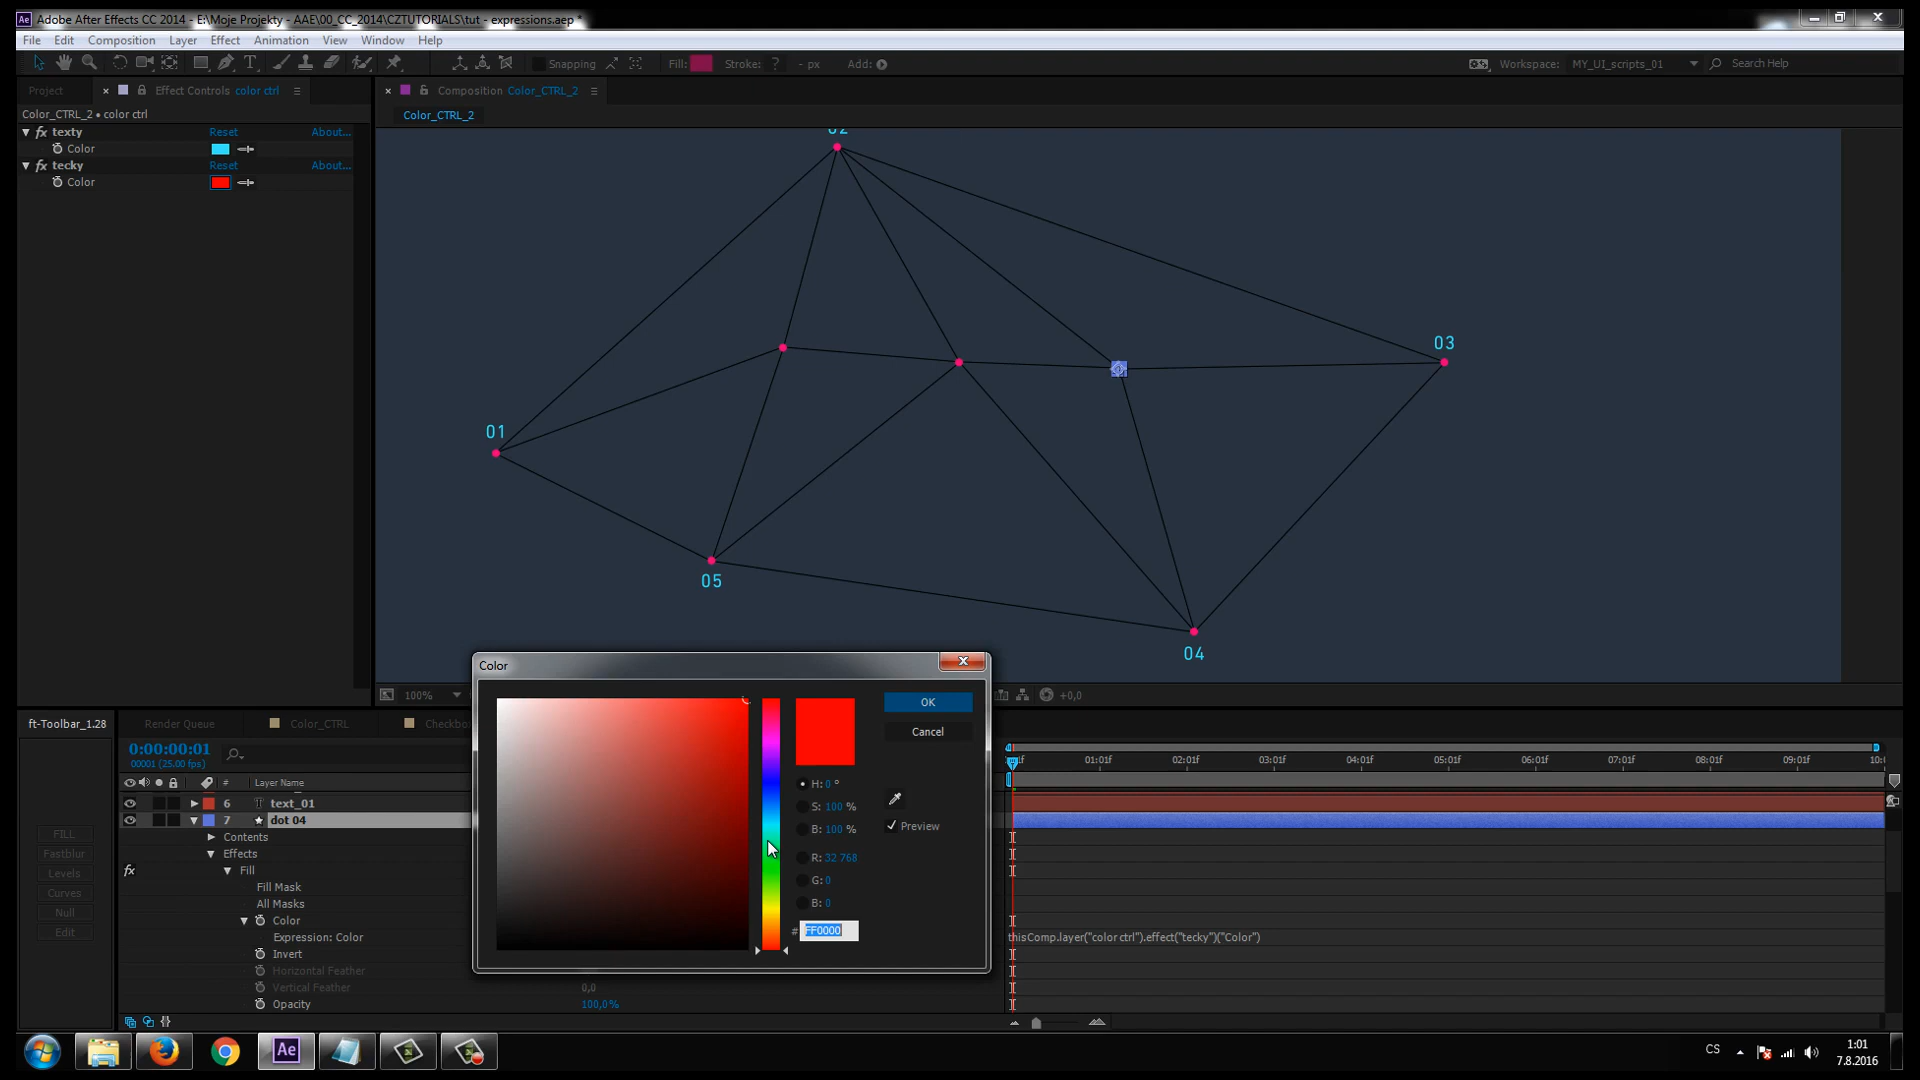 Adobe After Effects CC 2014 - E:\Moje Projekty - AAE\00_CC_2014\CZTUTORIALS\tut - expressions.aep *
File Edit Composition Layer Effect Animation View Window Help
Snapping Fill: Stroke: ? - px Add: Workspace: MY_UI_scripts_01 Search Help
Project Effect Controls color ctrl Composition Color_CTRL_2
Color_CTRL_2 • color ctrl
Color_CTRL_2
fx texty Reset About...
Color
fx tecky Reset About...
Color
02
03
01
05
04
100% +0,0
Color
OK
Cancel
H: 0 °
S: 100 %
B: 100 %
Preview
R: 32 768
G: 0
B: 0
# FF0000
ft-Toolbar_1.28
FILL
Fastblur
Levels
Curves
Null
Edit
Render Queue Color_CTRL
0:00:00:01
00001 (25.00 fps)
# Layer Name
01:01f 02:01f 03:01f 04:01f 05:01f 06:01f 07:01f 08:01f 09:01f
6 T text_01
7 dot 04
Contents
Effects
fx Fill
Fill Mask
All Masks
Color
Expression: Color thisComp.layer("color ctrl").effect("tecky")("Color")
Invert
Horizontal Feather
Vertical Feather 0,0
Opacity 100,0%
Ae
CS
1:01
7.8.2016